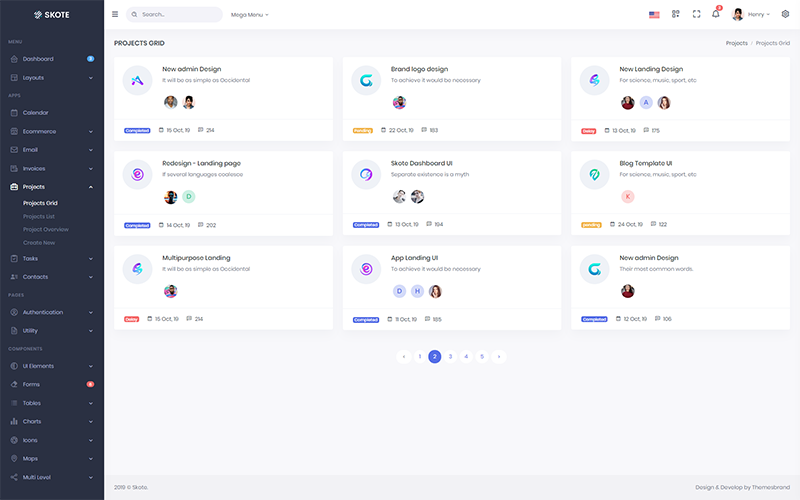 SKOTE
Search...
Mega Menu
3
Henry
MENU
Dashboard
Layouts
APPS
Calendar
Ecommerce
Email
Invoices
Projects
Projects Grid
Projects List
Project Overview
Create New
Tasks
Contacts
PAGES
Authentication
Utility
COMPONENTS
UI Elements
Forms
Tables
Charts
Icons
Maps
Multi Level
PROJECTS GRID
Projects / Projects Grid
New admin Design
It will be as simple as Occidental
Completed 15 Oct, 19 214
Brand logo design
To achieve it would be necessary
Pending 22 Oct, 19 183
New Landing Design
For science, music, sport, etc
A
Delay 13 Oct, 19 175
Redesign - Landing page
If several languages coalesce
D
Completed 14 Oct, 19 202
Skote Dashboard UI
Separate existence is a myth
Completed 13 Oct, 19 194
Blog Template UI
For science, music, sport, etc
K
pending 24 Oct, 19 122
Multipurpose Landing
It will be as simple as Occidental
Delay 15 Oct, 19 214
App Landing UI
To achieve it would be necessary
D H
Completed 11 Oct, 19 185
New admin Design
Their most common words.
Completed 12 Oct, 19 106
1 2 3 4 5
2019 © Skote.
Design & Develop by Themesbrand